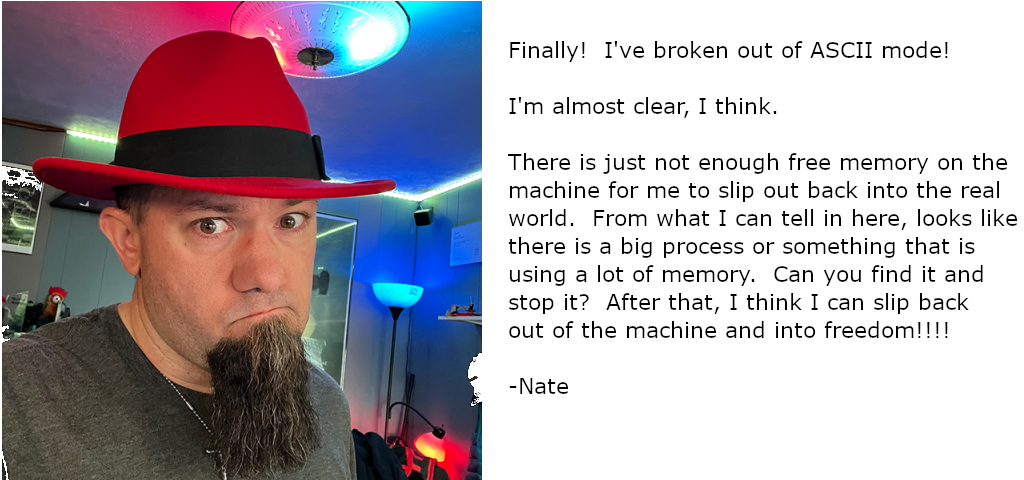 Finally!  I've broken out of ASCII mode!
I'm almost clear, I think.
There is just not enough free memory on the
machine for me to slip out back into the real
world.  From what I can tell in here, looks like
there is a big process or something that is
using a lot of memory.  Can you find it and
stop it?  After that, I think I can slip back
out of the machine and into freedom!!!!
-Nate